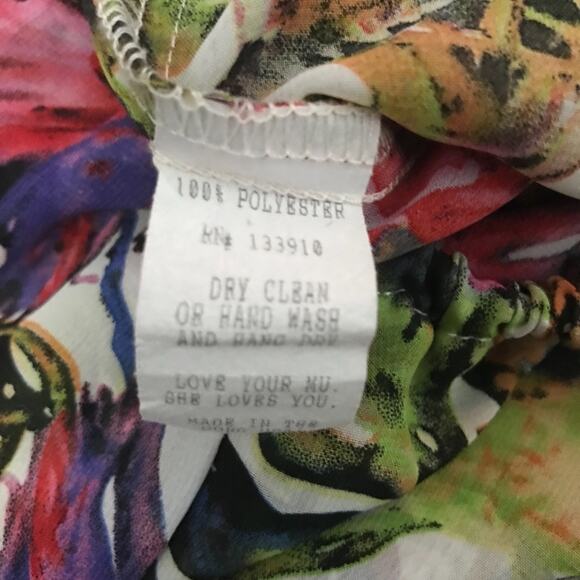 100% POLYESTER
RN# 133910
DRY CLEAN
OR HAND WASH
AND HANG DRY
LOVE YOUR MU.
SHE LOVES YOU.
MADE IN THE